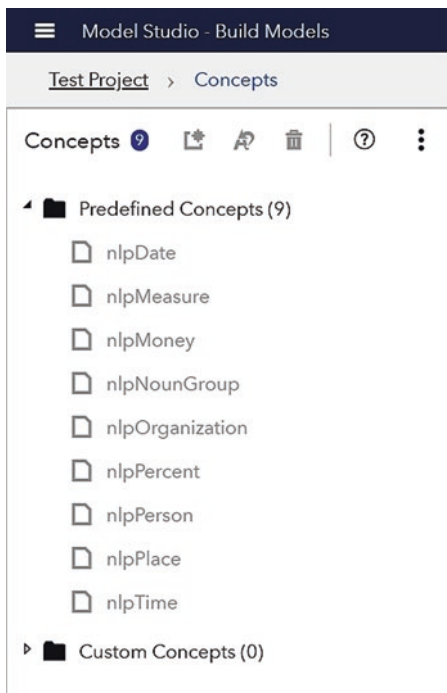 Model Studio - Build Models
Test Project > Concepts
Concepts 9
Predefined Concepts (9)
nlpDate
nlpMeasure
nlpMoney
nlpNounGroup
nlpOrganization
nlpPercent
nlpPerson
nlpPlace
nlpTime
Custom Concepts (0)